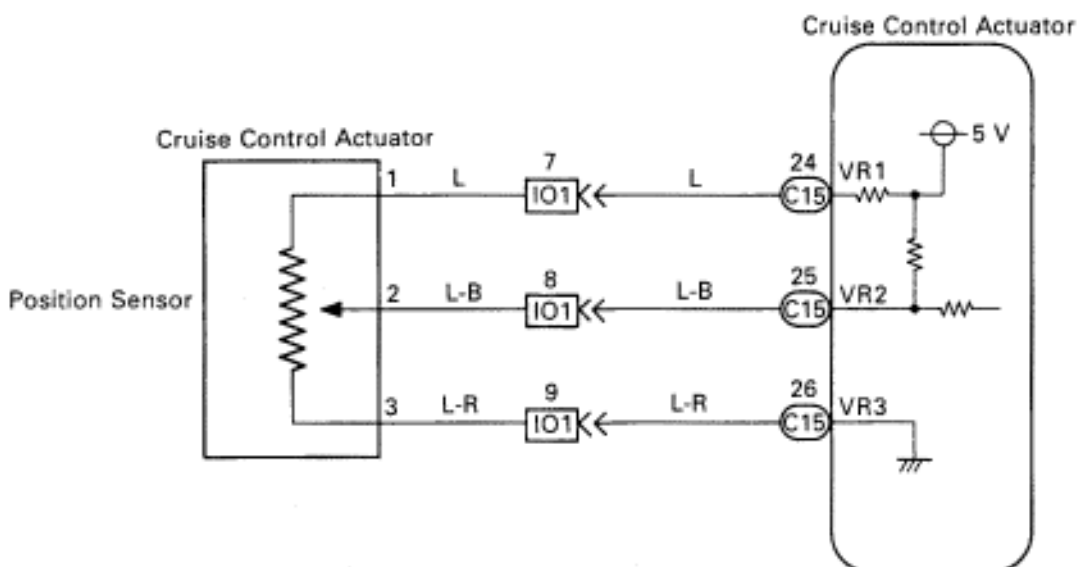 Cruise Control Actuator
Cruise Control Actuator
5 V
1 L 7 L 24 VR1
IO1 C15
Position Sensor
2 L-B 8 L-B 25 VR2
IO1 C15
3 L-R 9 L-R 26 VR3
IO1 C15